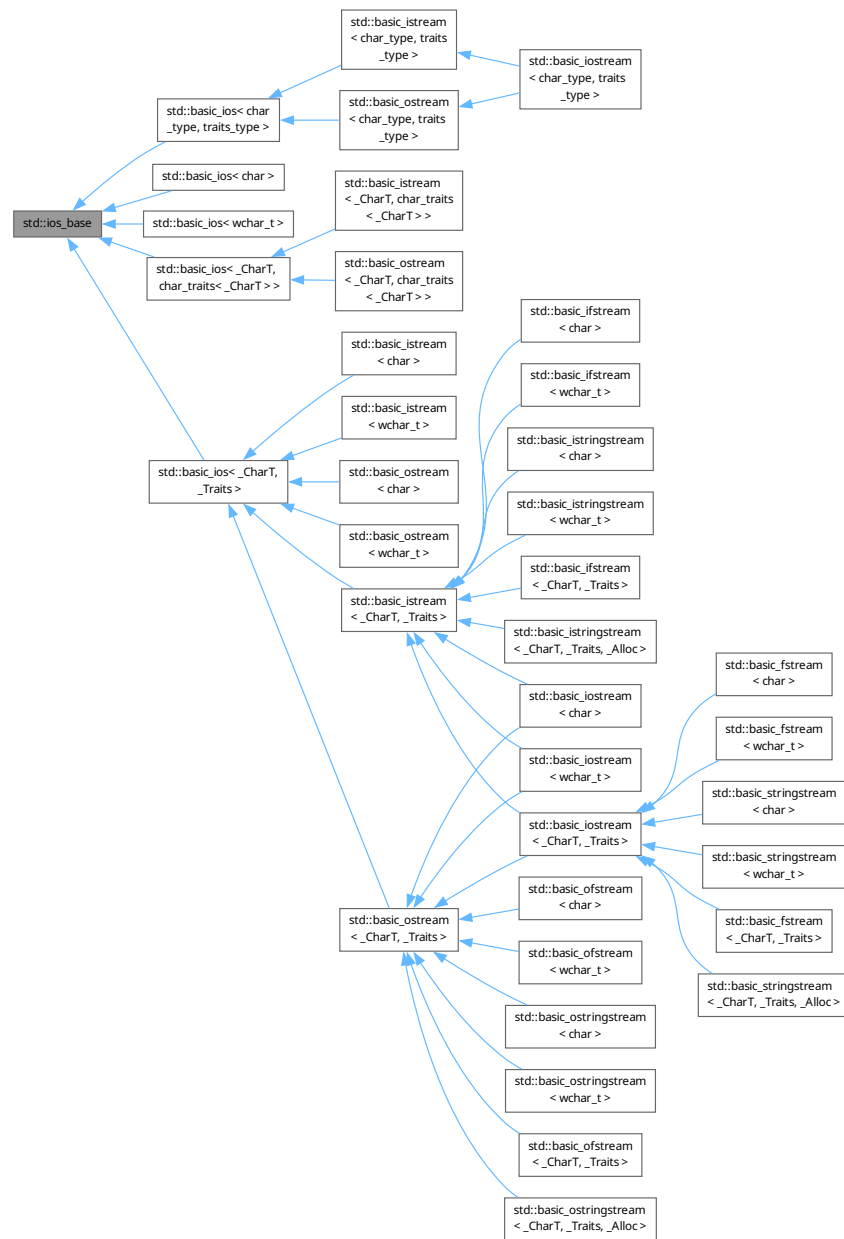 std::basic_istream
< char_type, traits
_type >
std::basic_iostream
< char_type, traits
_type >
std::basic_ios< char
_type, traits_type >
std::basic_ostream
< char_type, traits
_type >
std::basic_ios< char >
std::basic_istream
< _CharT, char_traits
< _CharT > >
std::ios_base
std::basic_ios< wchar_t >
std::basic_ios< _CharT,
char_traits< _CharT > >
std::basic_ostream
< _CharT, char_traits
< _CharT > >
std::basic_ifstream
< char >
std::basic_istream
< char >
std::basic_ifstream
< wchar_t >
std::basic_istream
< wchar_t >
std::basic_istringstream
< char >
std::basic_ios< _CharT,
_Traits >
std::basic_ostream
< char >
std::basic_istringstream
< wchar_t >
std::basic_ostream
< wchar_t >
std::basic_ifstream
< _CharT, _Traits >
std::basic_istream
< _CharT, _Traits >
std::basic_istringstream
< _CharT, _Traits, _Alloc >
std::basic_fstream
< char >
std::basic_iostream
< char >
std::basic_fstream
< wchar_t >
std::basic_iostream
< wchar_t >
std::basic_stringstream
< char >
std::basic_iostream
< _CharT, _Traits >
std::basic_stringstream
< wchar_t >
std::basic_ofstream
< char >
std::basic_ostream
< _CharT, _Traits >
std::basic_fstream
< _CharT, _Traits >
std::basic_ofstream
< wchar_t >
std::basic_stringstream
< _CharT, _Traits, _Alloc >
std::basic_ostringstream
< char >
std::basic_ostringstream
< wchar_t >
std::basic_ofstream
< _CharT, _Traits >
std::basic_ostringstream
< _CharT, _Traits, _Alloc >